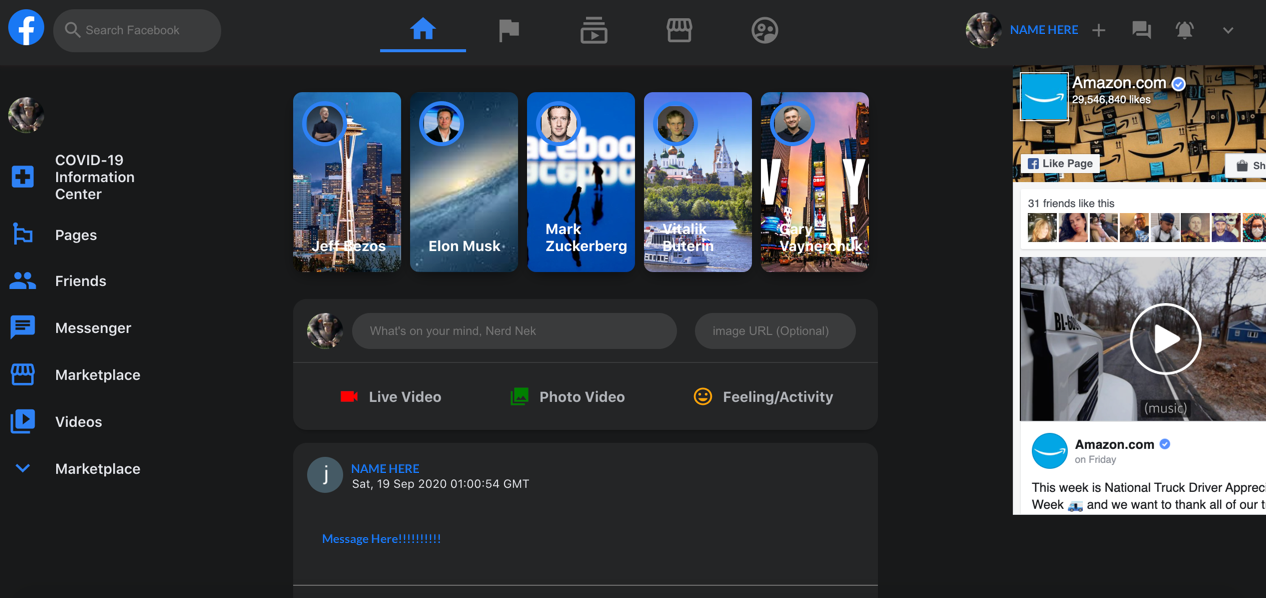 f
Search Facebook
NAME HERE
COVID-19
Information
Center
Pages
Friends
Messenger
Marketplace
Videos
Marketplace
Jeff Bezos
Elon Musk
Mark
Zuckerberg
Vitalik
Buterin
Gary
Vaynerchuk
What's on your mind, Nerd Nek
image URL (Optional)
Live Video
Photo Video
Feeling/Activity
j
NAME HERE
Sat, 19 Sep 2020 01:00:54 GMT
Message Here!!!!!!!!!!
Amazon.com
29,546,840 likes
Like Page
Sh
31 friends like this
(music)
Amazon.com
on Friday
This week is National Truck Driver Appreci
Week and we want to thank all of our t